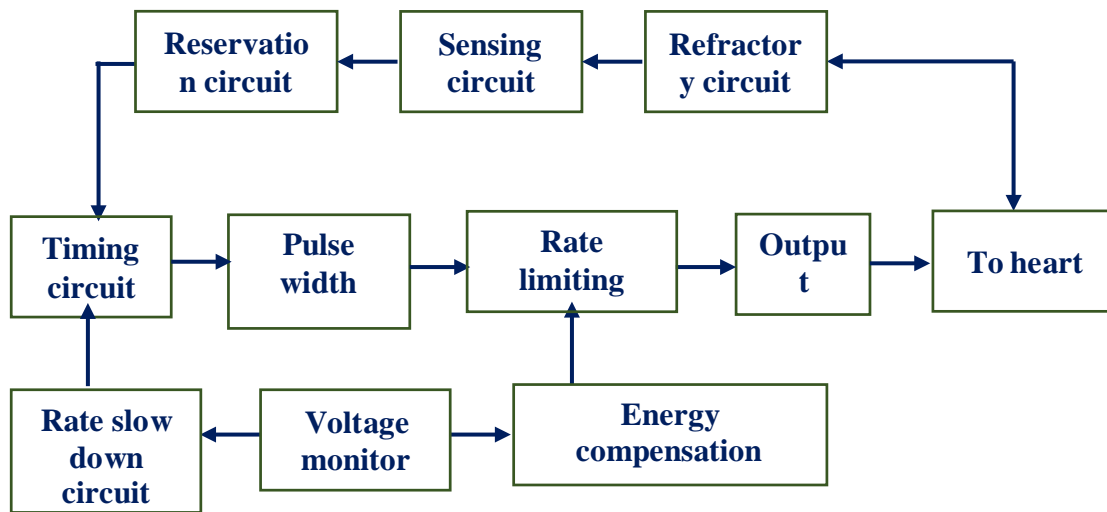 Reservatio
n circuit
Sensing
circuit
Refractor
y circuit
Timing
circuit
Pulse
width
Rate
limiting
Outpu
t
To heart
Rate slow
down
circuit
Voltage
monitor
Energy
compensation